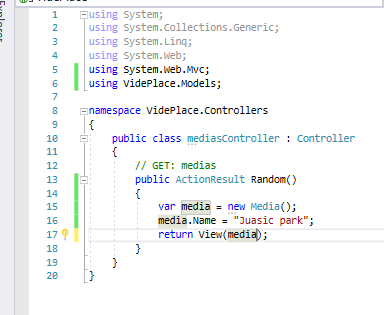 1 using System;
2 using System.Collections.Generic;
3 using System.Linq;
4 using System.Web;
5 using System.Web.Mvc;
6 using VidePlace.Models;
7
8 namespace VidePlace.Controllers
9 {
10 public class mediasController : Controller
11 {
12 // GET: medias
13 public ActionResult Random()
14 {
15 var media = new Media();
16 media.Name = "Juasic park";
17 return View(media);
18 }
19 }
20 }